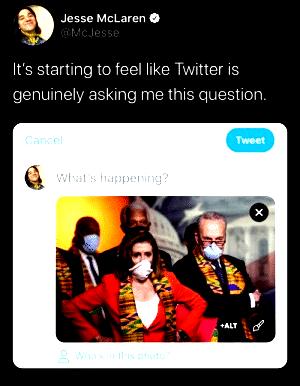 Jesse McLaren
@McJesse
It's starting to feel like Twitter is
genuinely asking me this question.
Cancel
Tweet
What's happening?
+ALT
Who's in this photo?